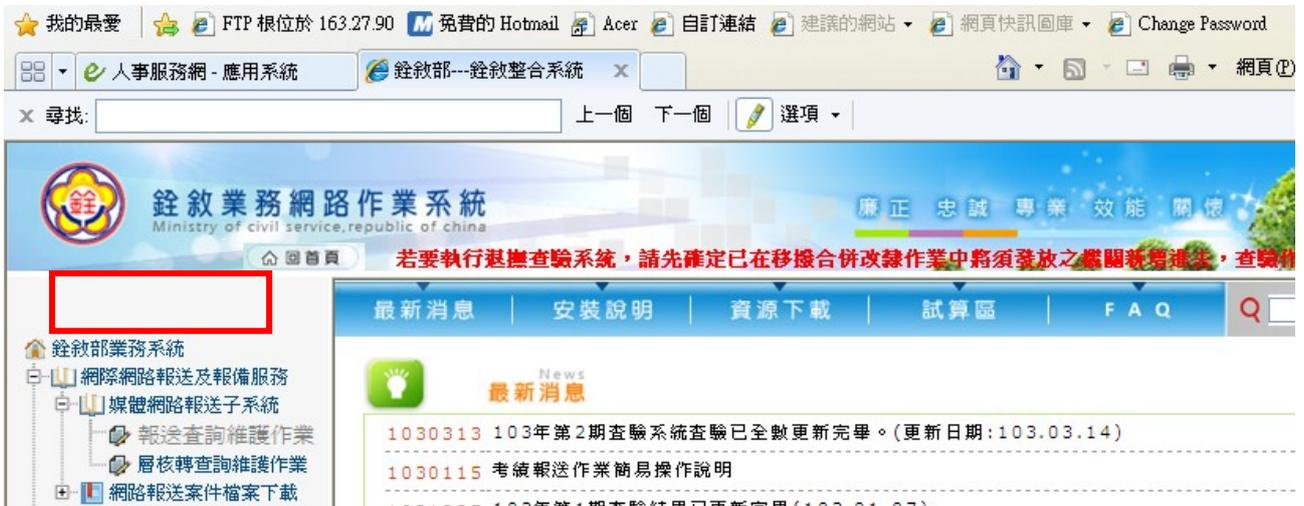 我的最愛 FTP 根位於 163.27.90 免費的 Hotmail Acer 自訂連結 建議的網站 網頁快訊圖庫 Change Password
人事服務網 - 應用系統 銓敘部---銓敘整合系統 x 網頁(P)
x 尋找: 上一個 下一個 選項
銓
銓敘業務網路作業系統
Ministry of civil service,republic of china
廉正 忠誠 專業 效能 關懷
回首頁 若要執行退撫查驗系統,請先確定已在移撥合併改隸作業中將須發放之機關新增進去,查驗作
最新消息 安裝說明 資源下載 試算區 FAQ
銓敘部業務系統
網際網路報送及報備服務
媒體網路報送子系統
報送查詢維護作業
層核轉查詢維護作業
網路報送案件檔案下載
News
最新消息
1030313 103年第2期查驗系統查驗已全數更新完畢。(更新日期:103.03.14)
1030115 考績報送作業簡易操作說明